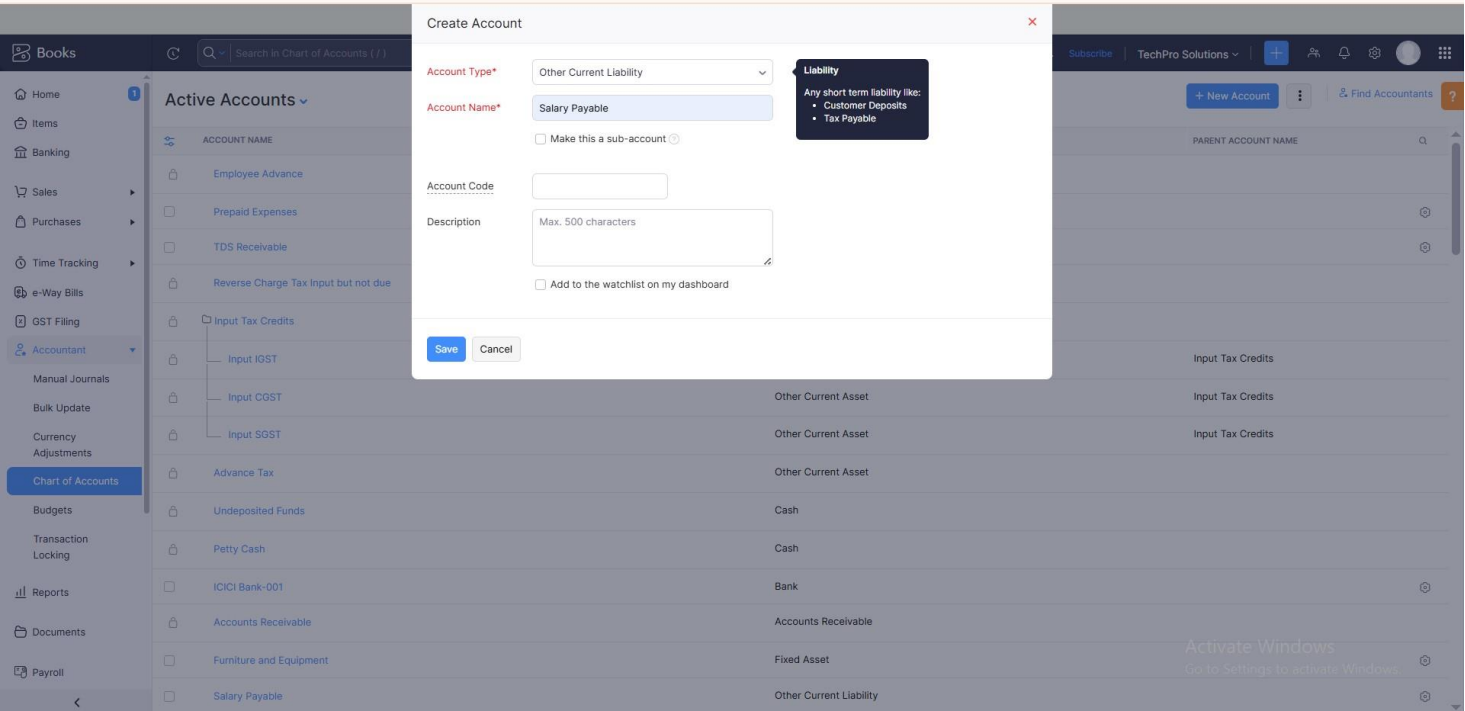 Create Account
Books
Search in Chart of Accounts ( / )
Subscribe
TechPro Solutions
Home
1
Items
Banking
Sales
Purchases
Time Tracking
e-Way Bills
GST Filing
Accountant
Manual Journals
Bulk Update
Currency
Adjustments
Chart of Accounts
Budgets
Transaction
Locking
Reports
Documents
Payroll
Active Accounts
+ New Account
Find Accountants
?
Account Type*
Other Current Liability
Liability
Any short term liability like:
• Customer Deposits
• Tax Payable
Account Name*
Salary Payable
Make this a sub-account
Account Code
Description
Max. 500 characters
Add to the watchlist on my dashboard
Save
Cancel
ACCOUNT NAME
PARENT ACCOUNT NAME
Employee Advance
Prepaid Expenses
TDS Receivable
Reverse Charge Tax Input but not due
Input Tax Credits
Input IGST
Input Tax Credits
Input CGST
Other Current Asset
Input Tax Credits
Input SGST
Other Current Asset
Input Tax Credits
Advance Tax
Other Current Asset
Undeposited Funds
Cash
Petty Cash
Cash
ICICI Bank-001
Bank
Accounts Receivable
Accounts Receivable
Furniture and Equipment
Fixed Asset
Salary Payable
Other Current Liability
Activate Windows
Go to Settings to activate Windows.